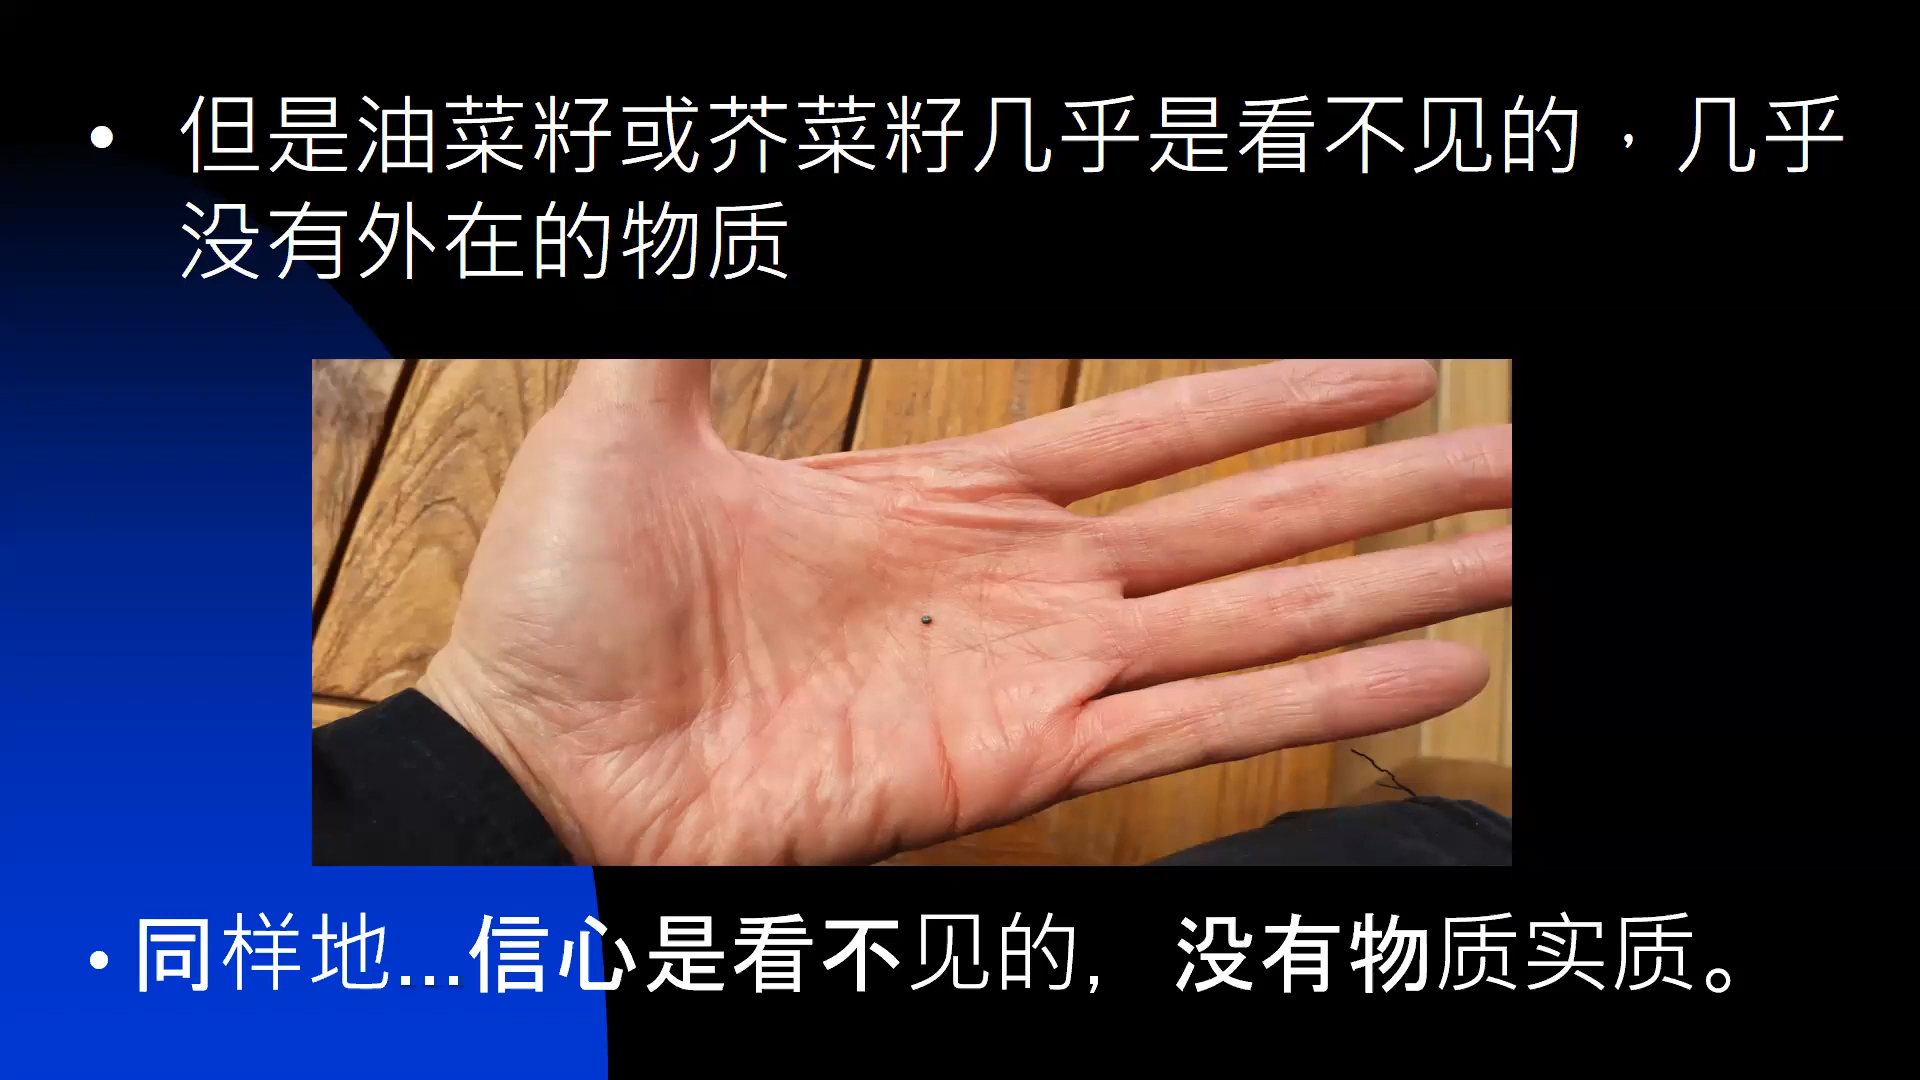 • 但是油菜籽或芥菜籽几乎是看不见的，几乎
没有外在的物质
• 同样地...信心是看不见的, 没有物质实质。